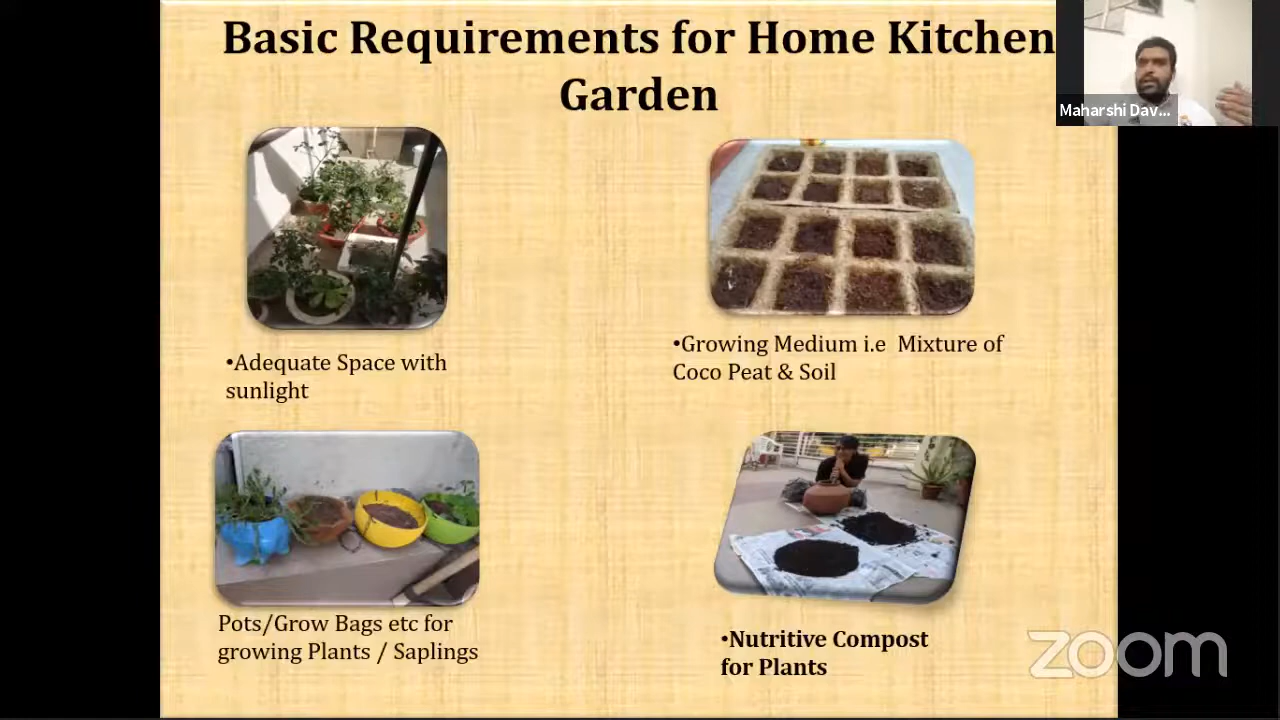 Basic Requirements for Home Kitchen
Garden
Maharshi Dav...
•Adequate Space with
sunlight
•Growing Medium i.e Mixture of
Coco Peat & Soil
Pots/Grow Bags etc for
growing Plants / Saplings
•Nutritive Compost
for Plants
zoom